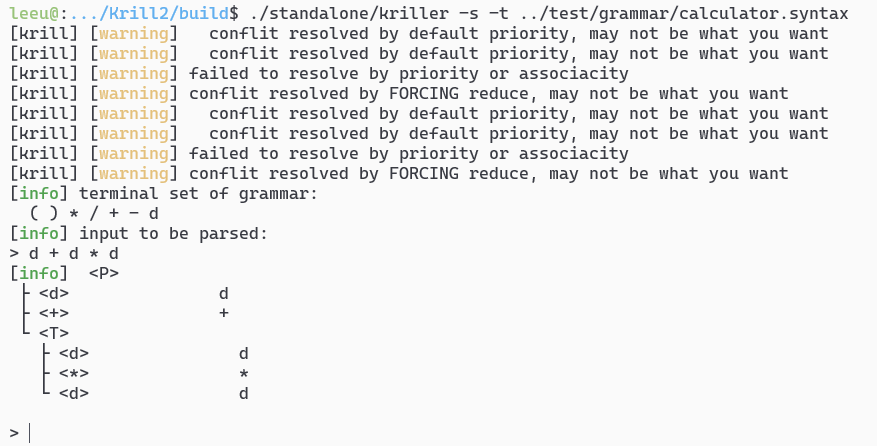 leeu@:.../Krill2/build$ ./standalone/kriller -s -t ../test/grammar/calculator.syntax
[krill] [warning]   conflit resolved by default priority, may not be what you want
[krill] [warning]   conflit resolved by default priority, may not be what you want
[krill] [warning] failed to resolve by priority or associacity
[krill] [warning] conflit resolved by FORCING reduce, may not be what you want
[krill] [warning]   conflit resolved by default priority, may not be what you want
[krill] [warning]   conflit resolved by default priority, may not be what you want
[krill] [warning] failed to resolve by priority or associacity
[krill] [warning] conflit resolved by FORCING reduce, may not be what you want
[info] terminal set of grammar:
  ( ) * / + - d
[info] input to be parsed:
> d + d * d
[info]  <P>
 ├ <d>                d
 ├ <+>                +
 └ <T>
   ├ <d>                d
   ├ <*>                *
   └ <d>                d
>